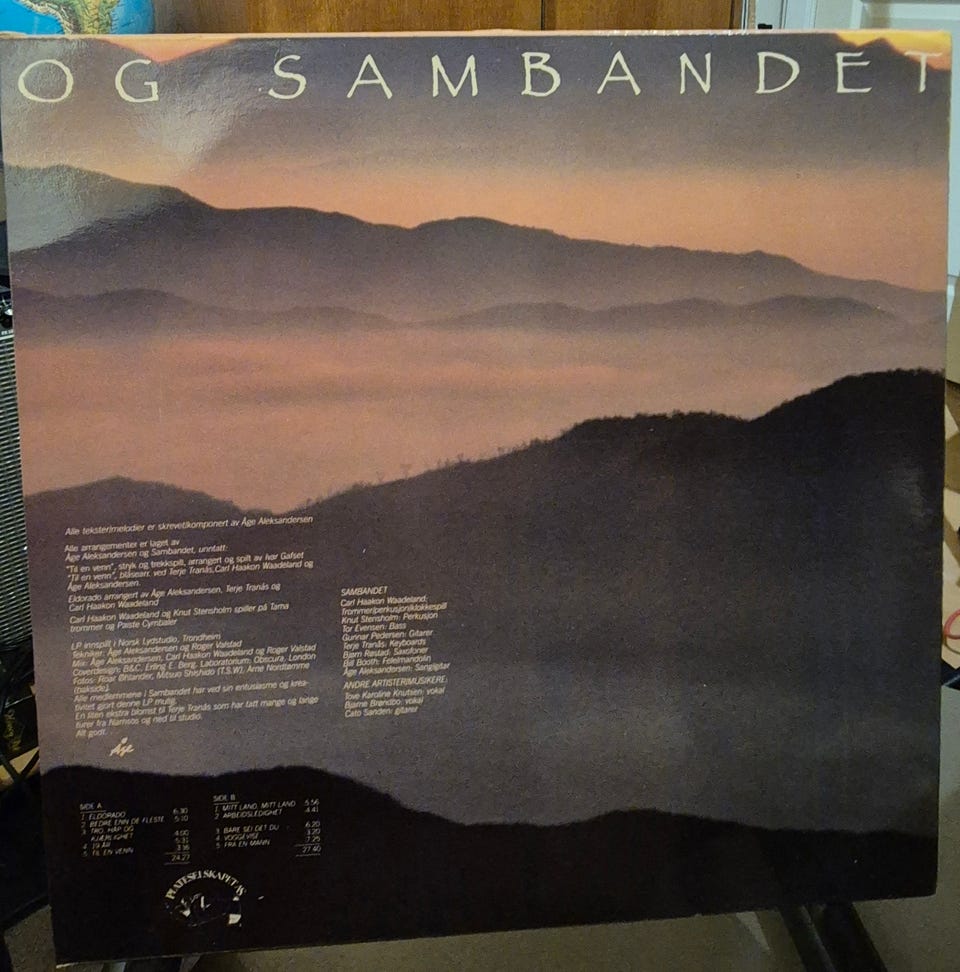 OG SAMBANDET
Alle tekster/melodier er skrevet/komponert av Åge Aleksandersen
Alle arrangementer er laget av
Åge Aleksandersen og Sambandet, unntatt:
"Til en venn", stryk og trekkspill, arrangert og spilt av Ivar Gafset
"Til en venn", blåsearr. ved Terje Tranås, Carl Haakon Waadeland og
Åge Aleksandersen.
Eldorado arrangert av Åge Aleksandersen, Terje Tranås og
Carl Haakon Waadeland
Carl Haakon Waadeland og Knut Stensholm spiller på Tama
trommer og Paiste Cymbaler
LP innspilt i Norsk Lydstudio, Trondheim
Tekniker: Åge Aleksandersen og Roger Valstad
Mix: Åge Aleksandersen, Carl Haakon Waadeland og Roger Valstad
Coverdesign: B&C, Erling E. Berg, Laboratorium: Obscura, London
Fotos: Roar Øhlander, Mitsuo Shishido (T.S.W), Arne Nordtømme
(bakside).
Alle medlemmene i Sambandet har ved sin entusiasme og krea-
tivitet gjort denne LP mulig.
En liten ekstra blomst til Terje Tranås som har tatt mange og lange
turer fra Namsos og ned til studio.
Alt godt.
Åge
SAMBANDET
Carl Haakon Waadeland:
Trommer/perkusjon/klokkespill
Knut Stensholm: Perkusjon
Tor Evensen: Bass
Gunnar Pedersen: Gitarer
Terje Tranås: Keyboards
Bjørn Røstad: Saxofoner
Bill Booth: Fele/mandolin
Åge Aleksandersen: Sang/gitar
ANDRE ARTISTER/MUSIKERE:
Tove Karoline Knutsen: vokal
Bjarne Brøndbo: vokal
Cato Sanden: gitarer
SIDE A
1. ELDORADO 6.30
2. BEDRE ENN DE FLESTE 5.10
3. TRO, HÅP OG
KJÆRLIGHET 4.00
4. 19 ÅR 5.31
5. TIL EN VENN 3.16
24.27
SIDE B
1. MITT LAND, MITT LAND 5.56
2. ARBEIDSLEDIGHET 4.41
3. BARE SEI DET DU 6.20
4. VOGGEVISE 3.20
5. FRA EN MANN 7.25
27.40
PLATESELSKAPET A/S